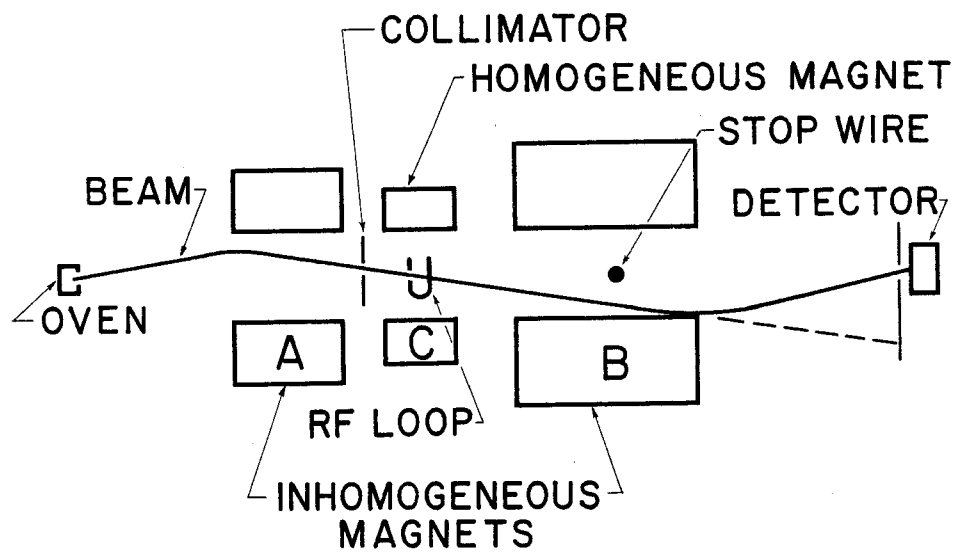 COLLIMATOR
HOMOGENEOUS MAGNET
STOP WIRE
BEAM
DETECTOR
OVEN
A
C
B
RF LOOP
INHOMOGENEOUS
MAGNETS